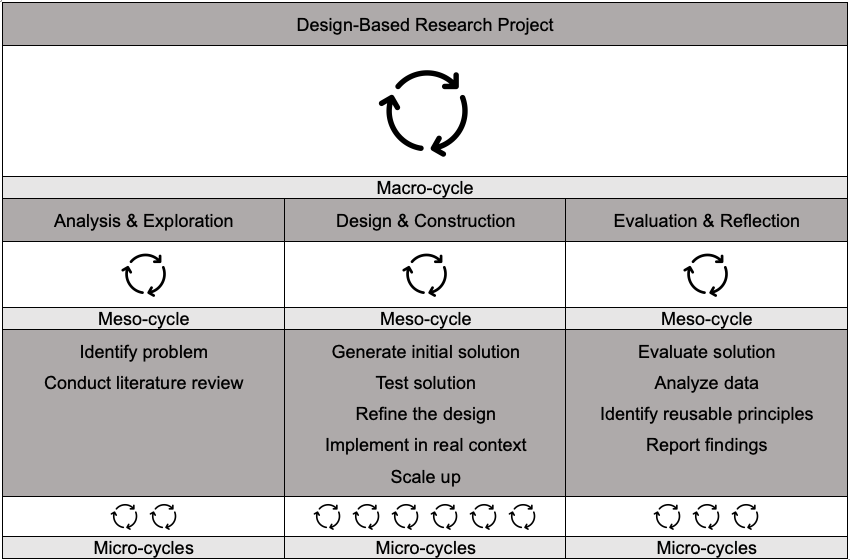 Design-Based Research Project
Macro-cycle
Analysis & Exploration
Design & Construction
Evaluation & Reflection
Meso-cycle
Meso-cycle
Meso-cycle
Identify problem
Conduct literature review
Generate initial solution
Test solution
Refine the design
Implement in real context
Scale up
Evaluate solution
Analyze data
Identify reusable principles
Report findings
Micro-cycles
Micro-cycles
Micro-cycles